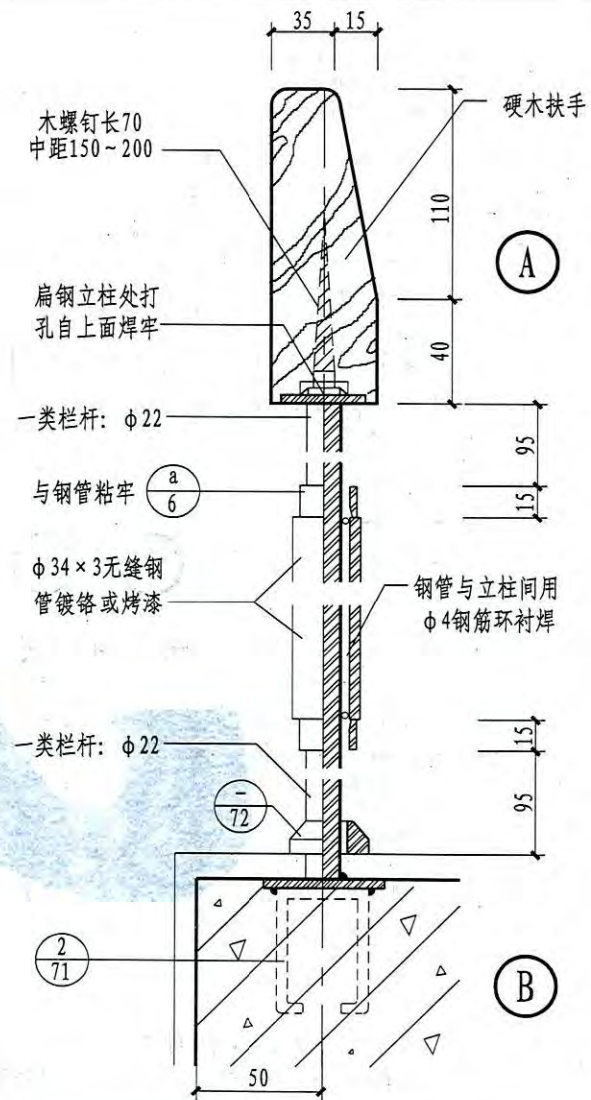 35
15
木螺钉长70
中距150~200
硬木扶手
110
A
扁钢立柱处打
孔自上面焊牢
40
一类栏杆: ϕ22
95
与钢管粘牢
a
6
15
ϕ34×3无缝钢
管镀铬或烤漆
钢管与立柱间用
ϕ4钢筋环衬焊
15
一类栏杆: ϕ22
95
–
72
2
71
B
50